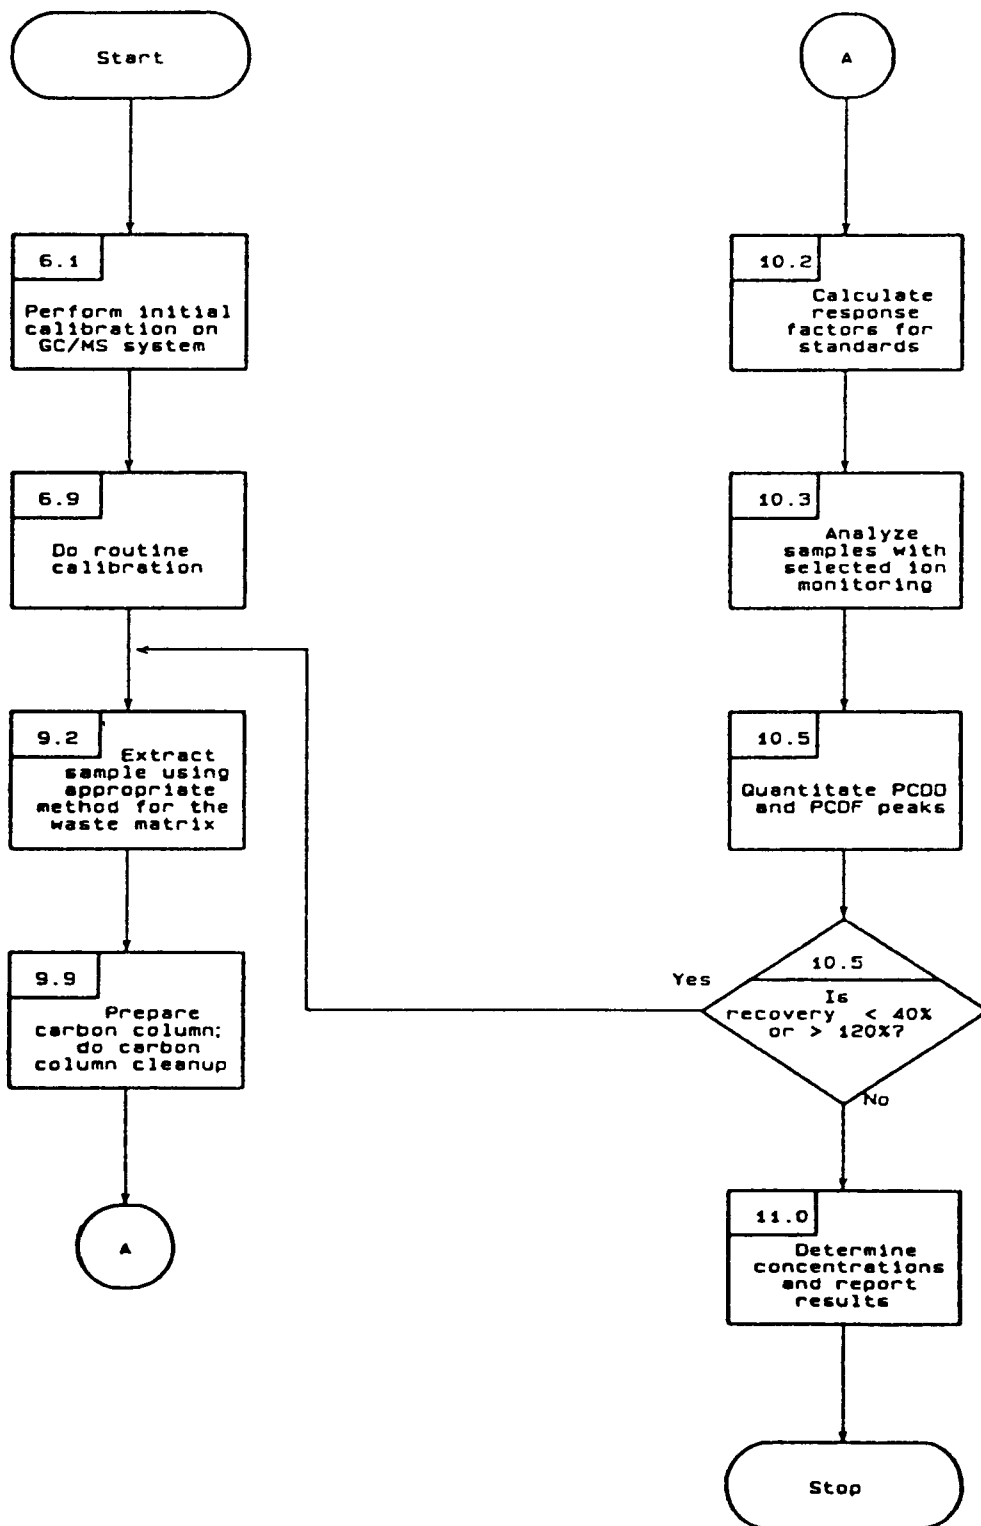 Start
6.1
Perform initial
calibration on
GC/MS system
6.9
Do routine
calibration
9.2
Extract
sample using
appropriate
method for the
waste matrix
9.9
Prepare
carbon column;
do carbon
column cleanup
A
A
10.2
Calculate
response
factors for
standards
10.3
Analyze
samples with
selected ion
monitoring
10.5
Quantitate PCDD
and PCDF peaks
10.5
Is
recovery < 40%
or > 120%?
Yes
No
11.0
Determine
concentrations
and report
results
Stop